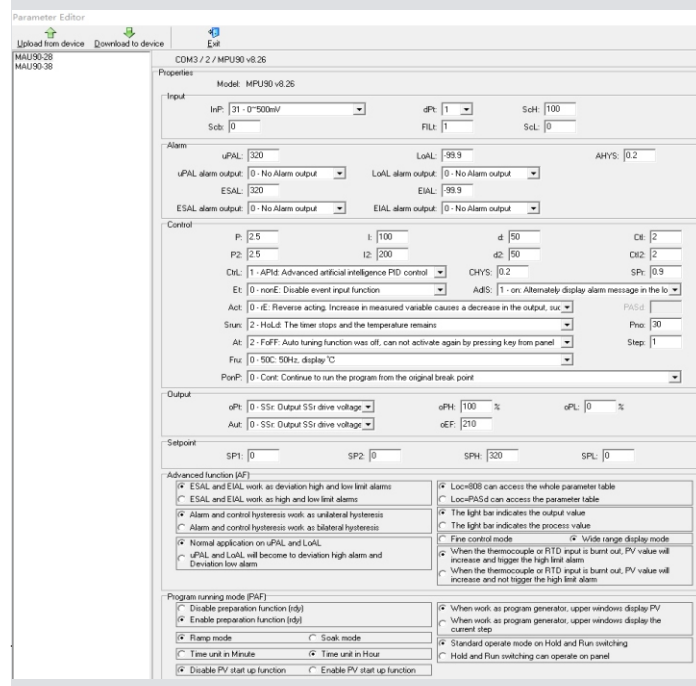 Parameter Editor
Upload from device Download to device Exit
MAU90-28
MAU90-38
COM3 / 2 / MPU90 v8.26
Properties
Model: MPU90 v8.26
Input
InP: 31 - 0~500mV dPt: 1 ScH: 100
Scb: 0 FILt: 1 ScL: 0
Alarm
uPAL: 320 LoAL: -99.9 AHYS: 0.2
uPAL alarm output: 0 - No Alarm output LoAL alarm output: 0 - No Alarm output
ESAL: 320 EIAL: -99.9
ESAL alarm output: 0 - No Alarm output EIAL alarm output: 0 - No Alarm output
Control
P: 2.5 I: 100 d: 50 CtI: 2
P2: 2.5 I2: 200 d2: 50 CtI2: 2
CtrL: 1 - APId: Advanced artificial intelligence PID control CHYS: 0.2 SPr: 0.9
Et: 0 - nonE: Disable event input function AdIS: 1 - on: Alternately display alarm message in the lo
Act: 0 - rE: Reverse acting. Increase in measured variable causes a decrease in the output, suc PASd:
Srun: 2 - HoLd: The timer stops and the temperature remains Pno: 30
At: 2 - FoFF: Auto tuning function was off, can not activate again by pressing key from panel Step: 1
Fru: 0 - 50C: 50Hz, display °C
PonP: 0 - Cont: Continue to run the program from the original break point
Output
oPt: 0 - SSr: Output SSr drive voltage oPH: 100 % oPL: 0 %
Aut: 0 - SSr: Output SSr drive voltage oEF: 210
Setpoint
SP1: 0 SP2: 0 SPH: 320 SPL: 0
Advanced function (AF)
ESAL and EIAL work as deviation high and low limit alarms
ESAL and EIAL work as high and low limit alarms
Alarm and control hysteresis work as unilateral hysteresis
Alarm and control hysteresis work as bilateral hysteresis
Normal application on uPAL and LoAL
uPAL and LoAL will become to deviation high alarm and
Deviation low alarm
Loc=808 can access the whole parameter table
Loc=PASd can access the parameter table
The light bar indicates the output value
The light bar indicates the process value
Fine control mode Wide range display mode
When the thermocouple or RTD input is burnt out, PV value will
increase and trigger the high limit alarm
When the thermocouple or RTD input is burnt out, PV value will
increase and not trigger the high limit alarm
Program running mode (PAF)
Disable preparation function (rdy)
Enable preparation function (rdy)
Ramp mode Soak mode
Time unit in Minute Time unit in Hour
Disable PV start up function Enable PV start up function
When work as program generator, upper windows display PV
When work as program generator, upper windows display the
current step
Standard operate mode on Hold and Run switching
Hold and Run switching can operate on panel